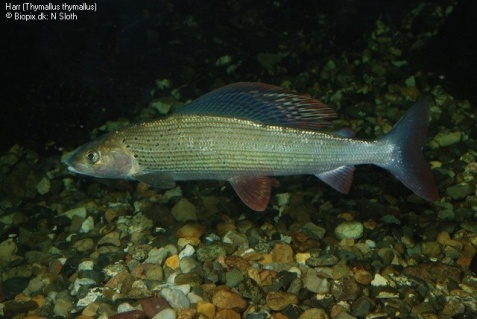 Harr (Thymallus thymallus)
© Biopix.dk: N Sloth